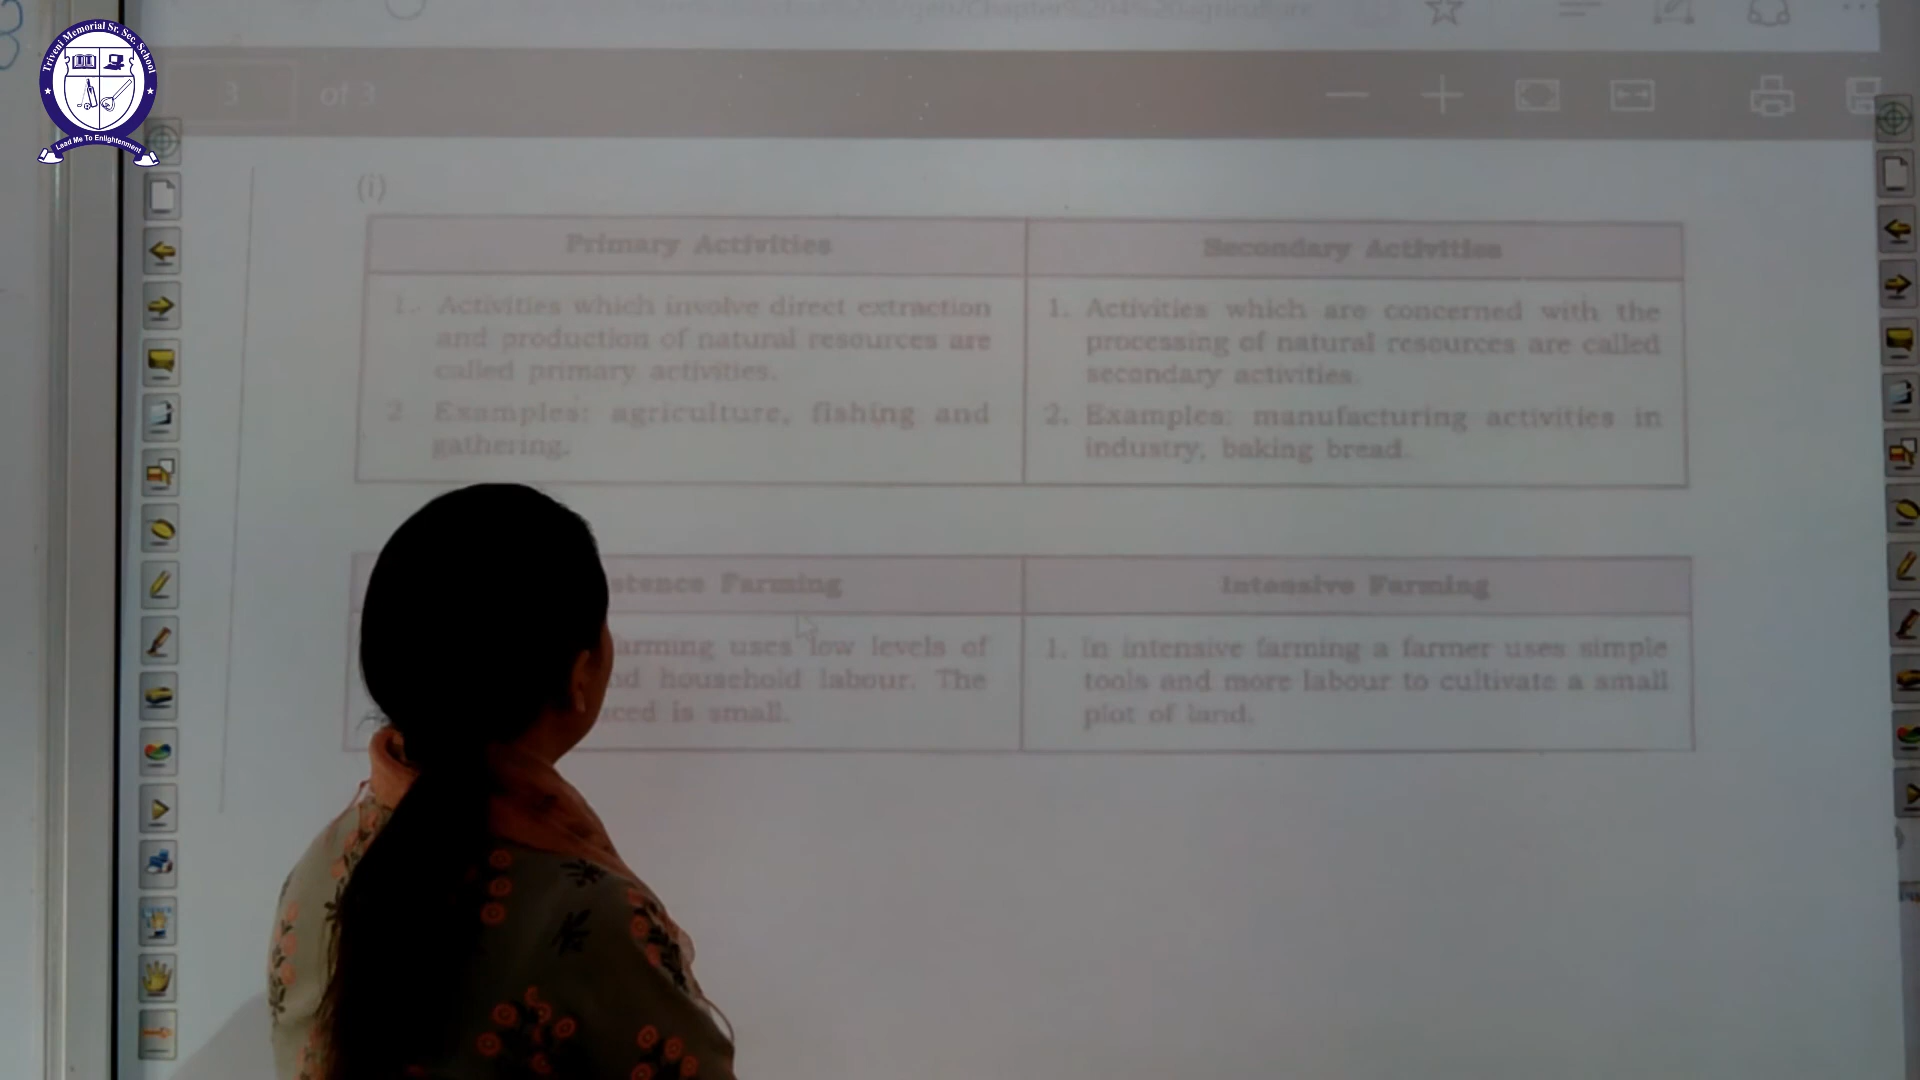 Triveni Memorial Sr. Sec. School
Lead Me To Enlightenment
3 of 3
(i)
Primary Activities
1. Activities which involve direct extraction
and production of natural resources are
called primary activities.
2 Examples: agriculture, fishing and
gathering.
Secondary Activities
1. Activities which are concerned with the
processing of natural resources are called
secondary activities.
2. Examples: manufacturing activities in
industry, baking bread.
stence Farming
arming uses low levels of
nd household labour. The
uced is small.
Intensive Farming
1. In intensive farming a farmer uses simple
tools and more labour to cultivate a small
plot of land.